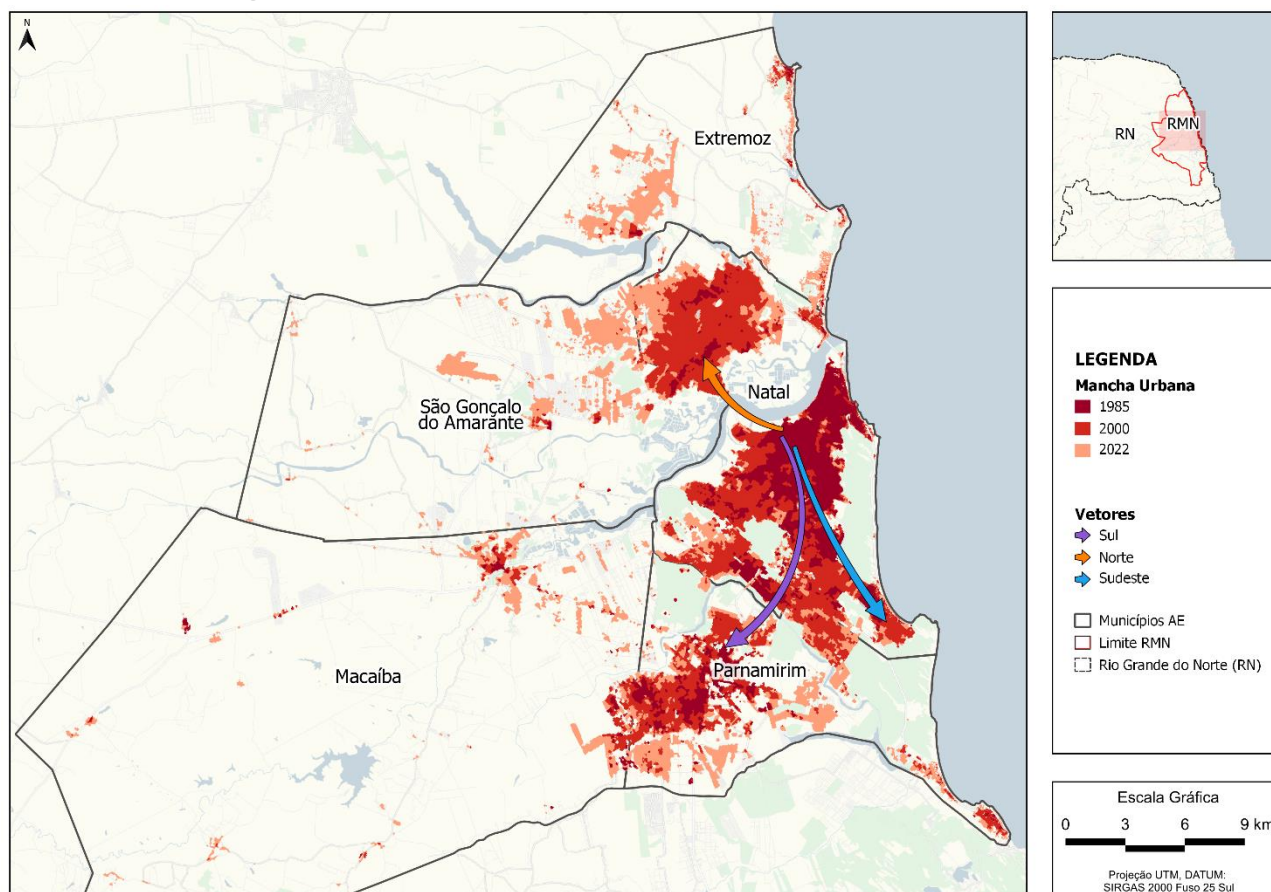 N
Extremoz
Natal
São Gonçalo
do Amarante
Macaíba
Parnamirim
RN
RMN
LEGENDA
Mancha Urbana
1985
2000
2022
Vetores
Sul
Norte
Sudeste
Municípios AE
Limite RMN
Rio Grande do Norte (RN)
Escala Gráfica
0 3 6 9 km
Projeção UTM, DATUM:
SIRGAS 2000 Fuso 25 Sul